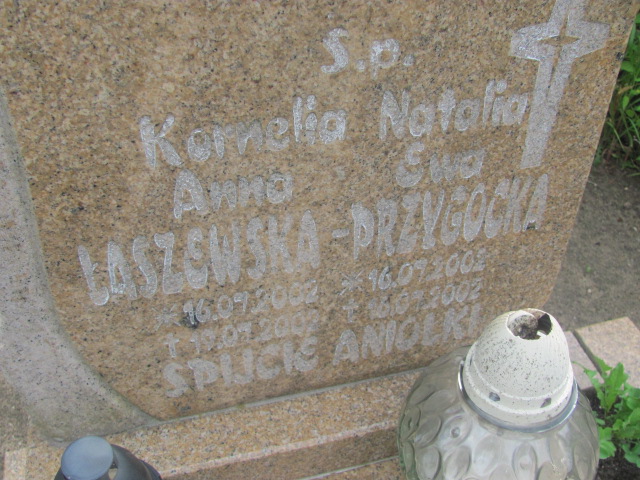 Ś.p.
Kornelia Natalia
Anna Ewa
ŁASZEWSKA - PRZYGOCKA
* 16.07.2002 * 16.07.2002
† 19.07.2002 † 16.07.2002
ŚPIJCIE ANIOŁKI